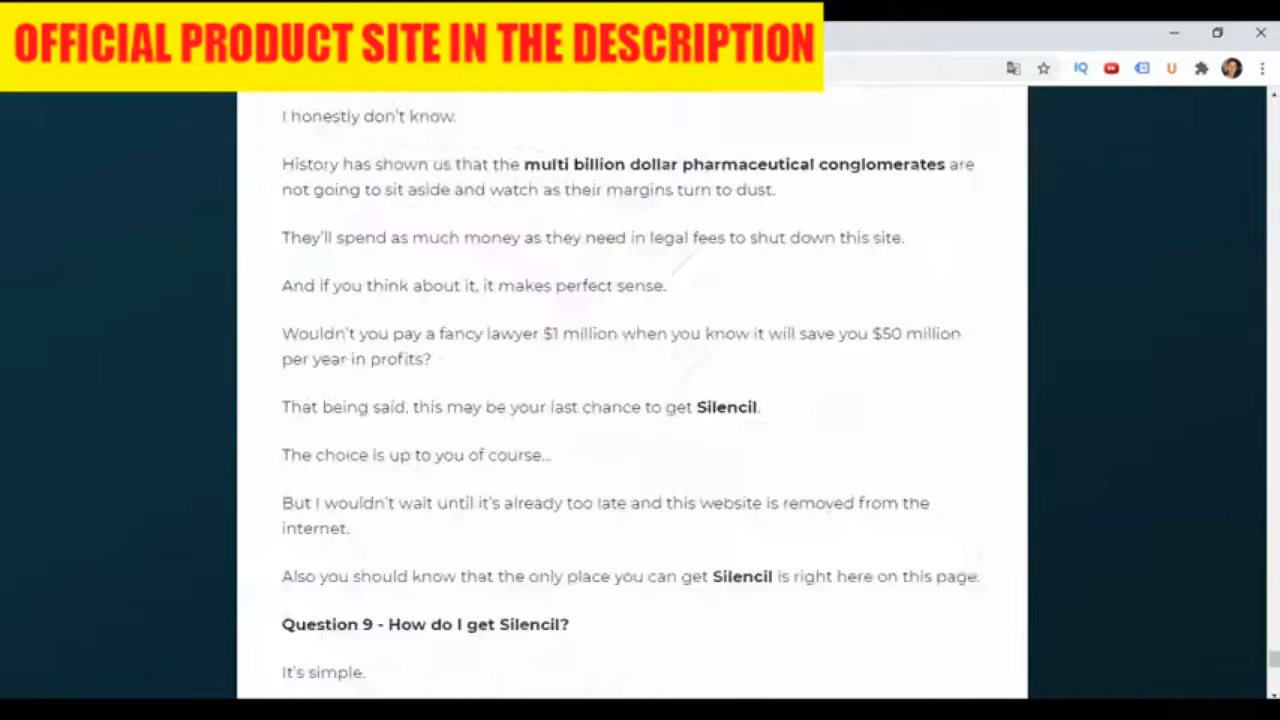 OFFICIAL PRODUCT SITE IN THE DESCRIPTION
I honestly don't know.
History has shown us that the multi billion dollar pharmaceutical conglomerates are
not going to sit aside and watch as their margins turn to dust.
They'll spend as much money as they need in legal fees to shut down this site.
And if you think about it, it makes perfect sense.
Wouldn't you pay a fancy lawyer $1 million when you know it will save you $50 million
per year in profits?
That being said, this may be your last chance to get Silencil.
The choice is up to you of course...
But I wouldn't wait until it's already too late and this website is removed from the
internet.
Also you should know that the only place you can get Silencil is right here on this page.
Question 9 - How do I get Silencil?
It's simple.